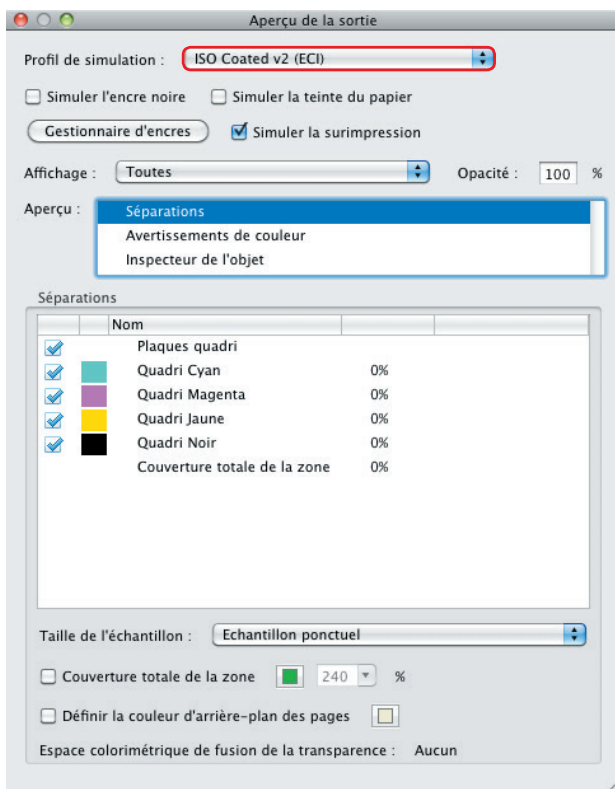 Aperçu de la sortie
Profil de simulation : ISO Coated v2 (ECI)
Simuler l'encre noire Simuler la teinte du papier
Gestionnaire d'encres Simuler la surimpression
Affichage : Toutes Opacité : 100 %
Aperçu : Séparations
Avertissements de couleur
Inspecteur de l'objet
Séparations
Nom
Plaques quadri
Quadri Cyan 0%
Quadri Magenta 0%
Quadri Jaune 0%
Quadri Noir 0%
Couverture totale de la zone 0%
Taille de l'échantillon : Echantillon ponctuel
Couverture totale de la zone 240 %
Définir la couleur d'arrière-plan des pages
Espace colorimétrique de fusion de la transparence : Aucun